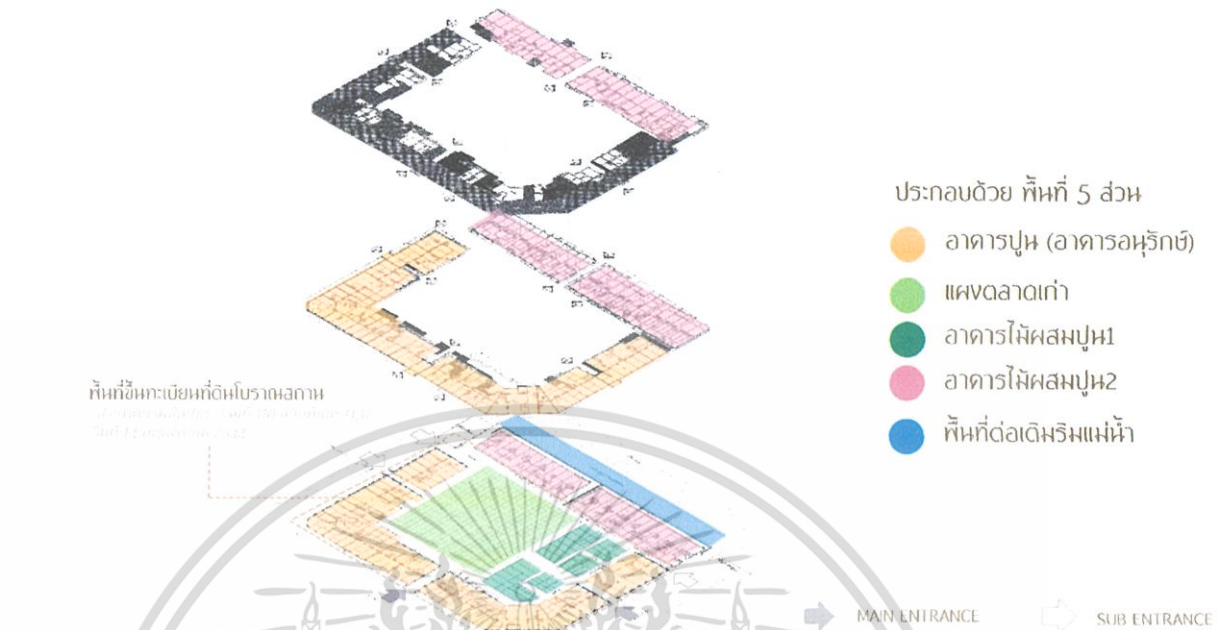 ประกอบด้วย พื้นที่ 5 ส่วน
อาคารปูน (อาคารอนุรักษ์)
แผงตลาดเก่า
อาคารไม้ผสมปูน1
อาคารไม้ผสมปูน2
พื้นที่ต่อเติมริมแม่น้ำ
พื้นที่ขึ้นทะเบียนที่ดินโบราณสถาน
MAIN ENTRANCE
SUB ENTRANCE